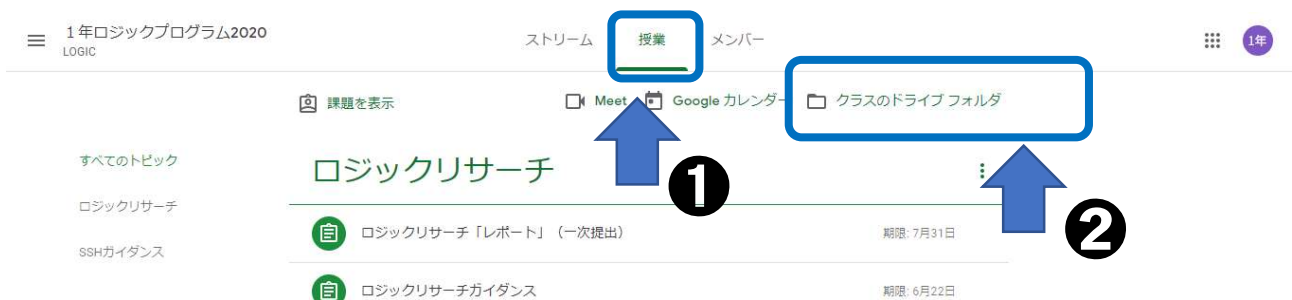 １年ロジックプログラム2020
LOGIC
ストリーム 授業 メンバー
1年
課題を表示
Meet Google カレンダー クラスのドライブ フォルダ
すべてのトピック
ロジックリサーチ
SSHガイダンス
ロジックリサーチ
❶
❷
ロジックリサーチ「レポート」（一次提出） 期限: 7月31日
ロジックリサーチガイダンス 期限: 6月22日